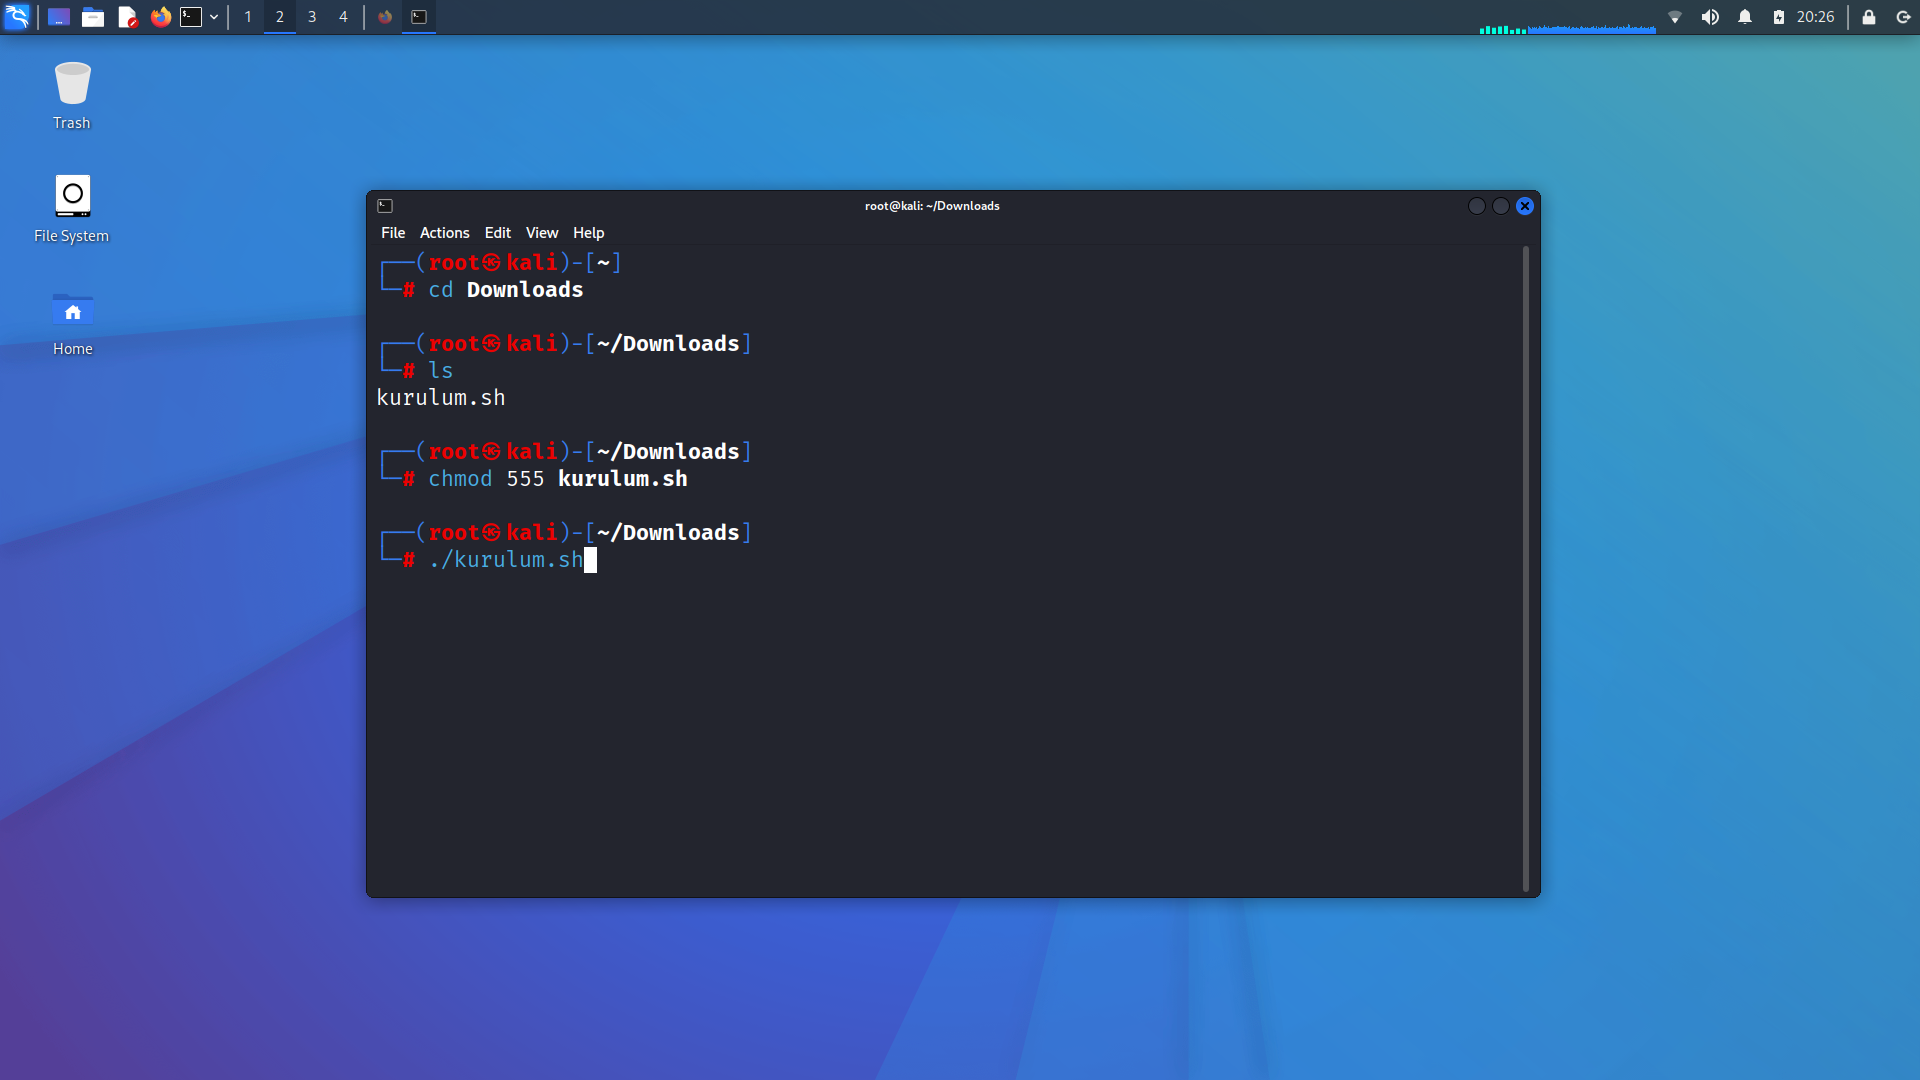 1 2 3 4 20:26
Trash
File System
Home
root@kali: ~/Downloads
File Actions Edit View Help
┌──(root㉿kali)-[~]
└─# cd Downloads
┌──(root㉿kali)-[~/Downloads]
└─# ls
kurulum.sh
┌──(root㉿kali)-[~/Downloads]
└─# chmod 555 kurulum.sh
┌──(root㉿kali)-[~/Downloads]
└─# ./kurulum.sh